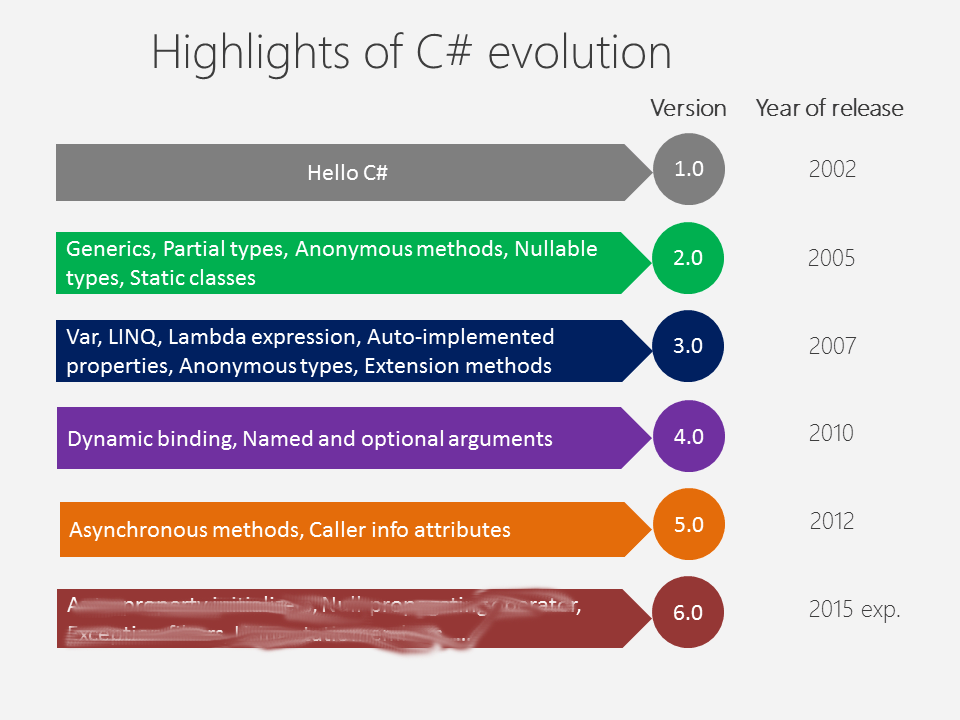 Highlights of C# evolution
Version Year of release
Hello C# 1.0 2002
Generics, Partial types, Anonymous methods, Nullable
types, Static classes
2.0 2005
Var, LINQ, Lambda expression, Auto-implemented
properties, Anonymous types, Extension methods
3.0 2007
Dynamic binding, Named and optional arguments 4.0 2010
Asynchronous methods, Caller info attributes 5.0 2012
6.0 2015 exp.